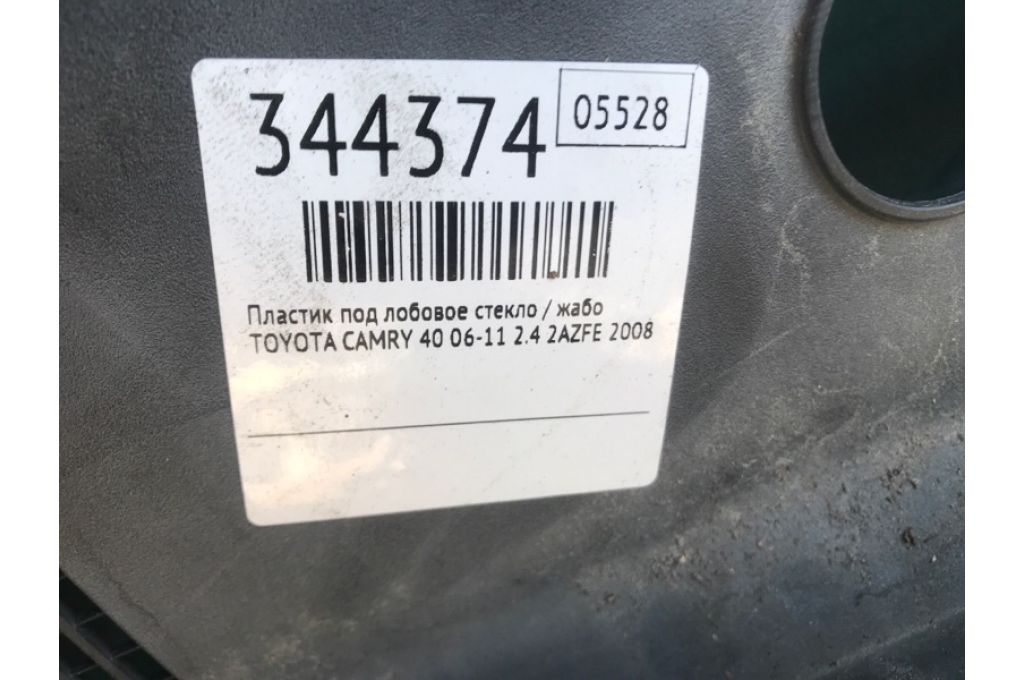 344374
05528
Пластик под лобовое стекло / жабо
TOYOTA CAMRY 40 06-11 2.4 2AZFE 2008